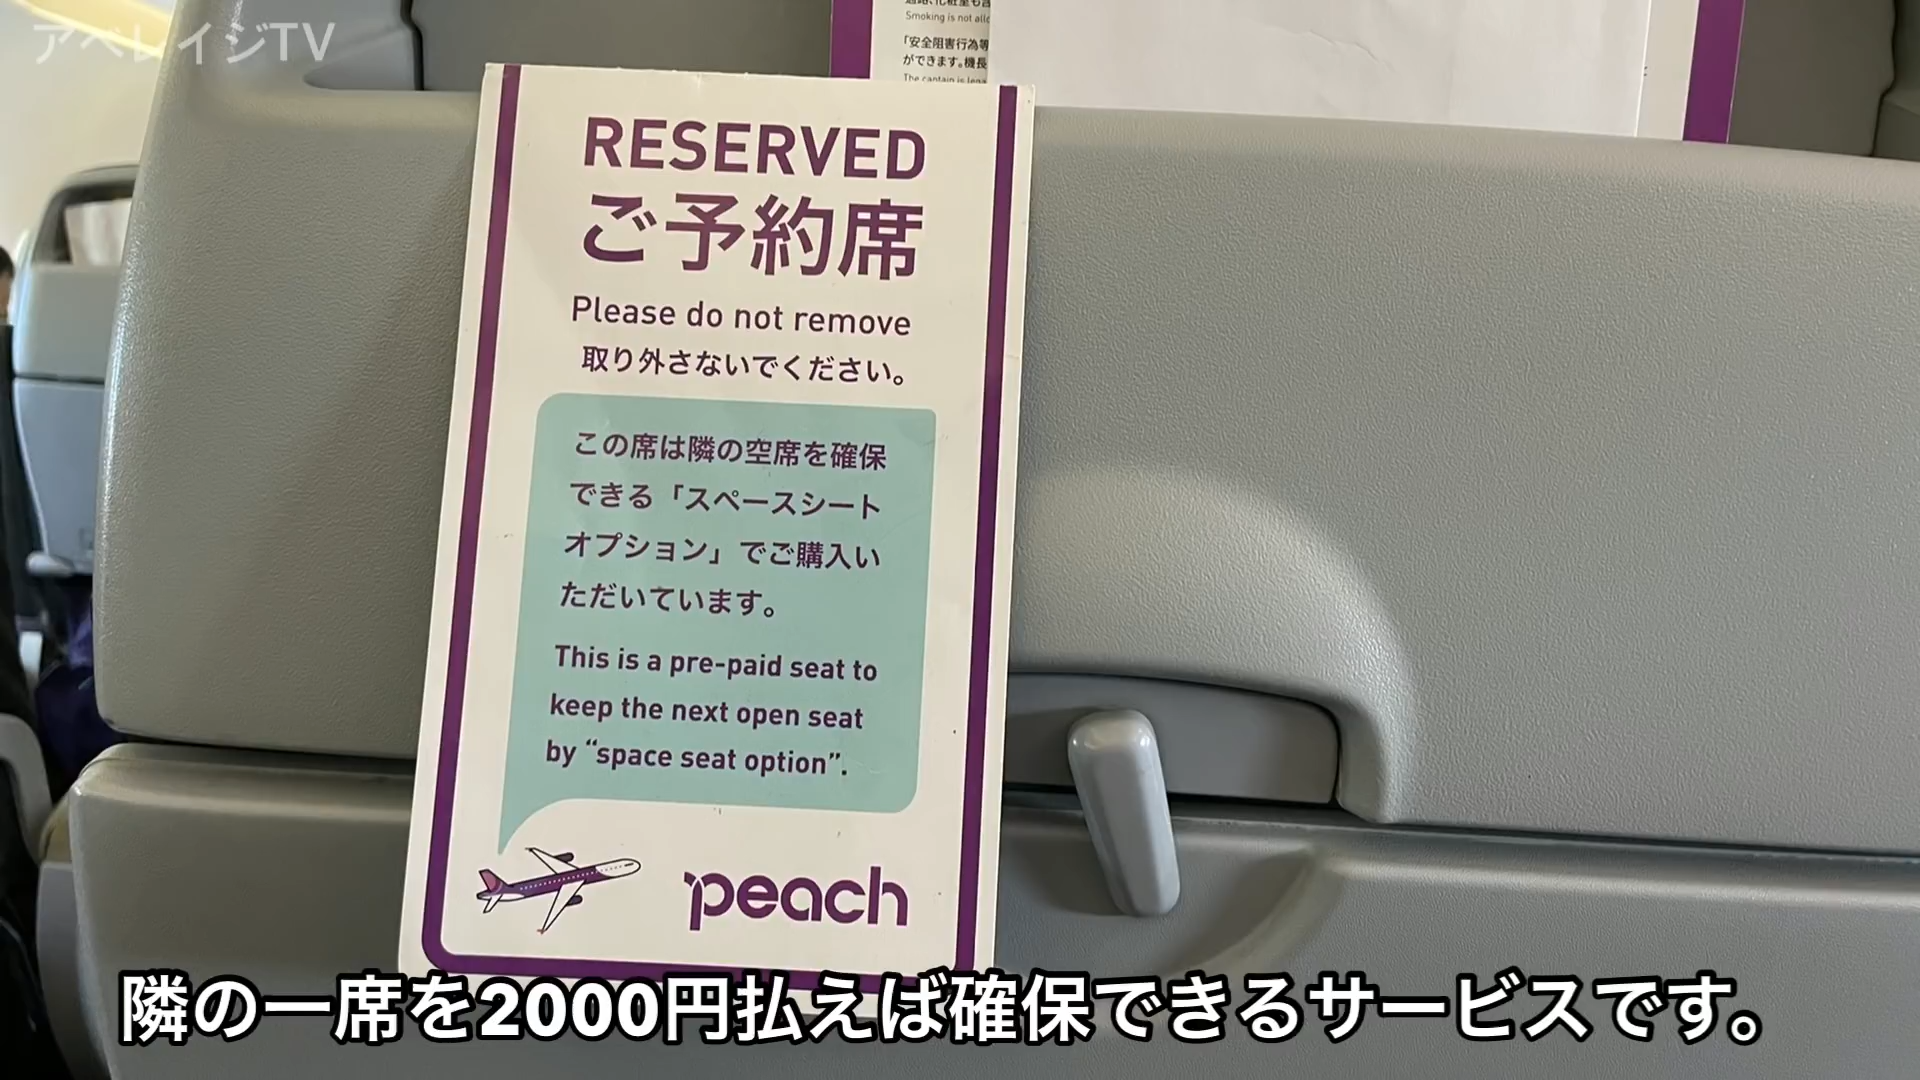 アベレイジTV
Smoking is not allo
「安全阻害行為等
ができます。機長
The captain is lega
RESERVED
ご予約席
Please do not remove
取り外さないでください。
この席は隣の空席を確保
できる「スペースシート
オプション」でご購入い
ただいています。
This is a pre-paid seat to
keep the next open seat
by “space seat option”.
peach
隣の一席を2000円払えば確保できるサービスです。